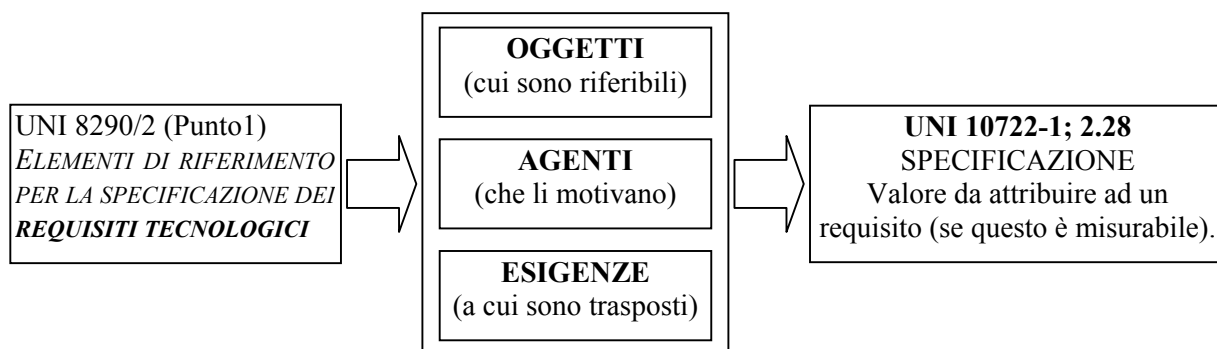 UNI 8290/2 (Punto1)
ELEMENTI DI RIFERIMENTO
PER LA SPECIFICAZIONE DEI
REQUISITI TECNOLOGICI
OGGETTI
(cui sono riferibili)
AGENTI
(che li motivano)
ESIGENZE
(a cui sono trasposti)
UNI 10722-1; 2.28
SPECIFICAZIONE
Valore da attribuire ad un
requisito (se questo è misurabile).